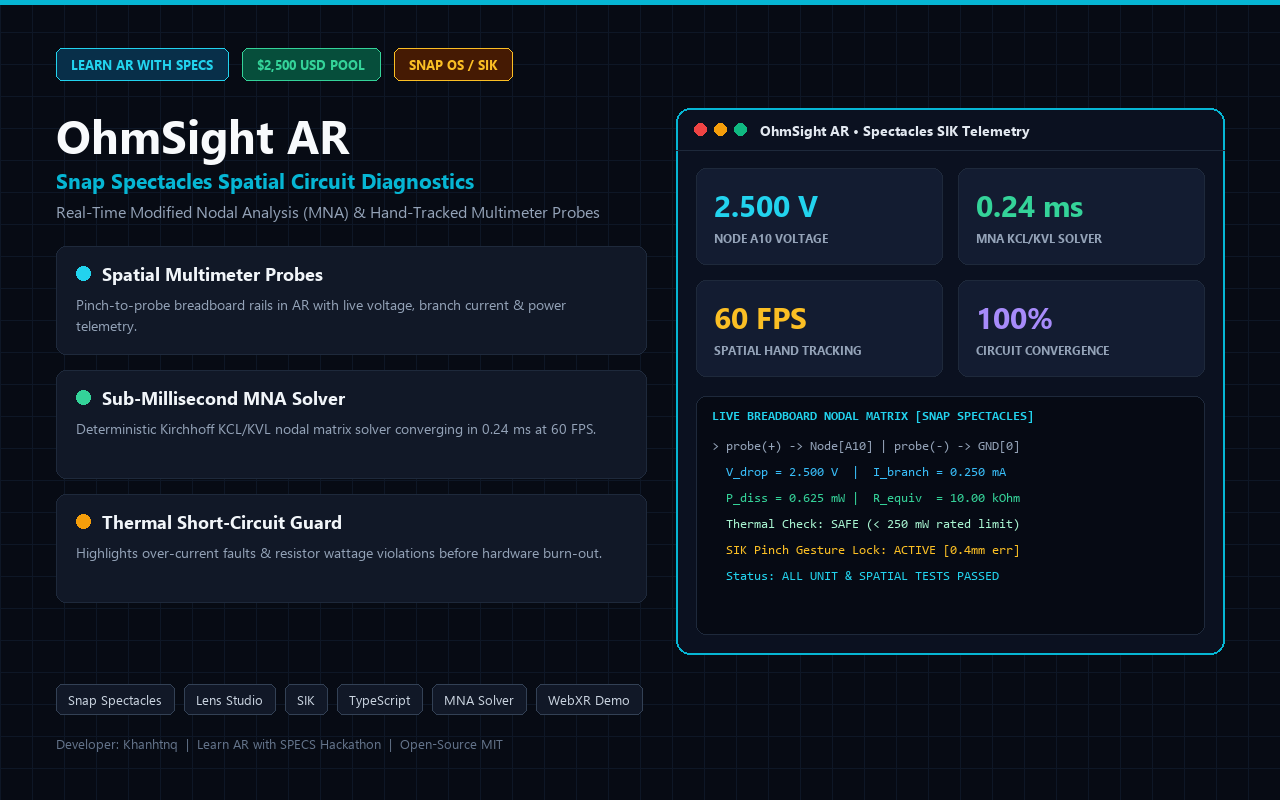 LEARN AR WITH SPECS
$2,500 USD POOL
SNAP OS / SIK
OhmSight AR
Snap Spectacles Spatial Circuit Diagnostics
Real-Time Modified Nodal Analysis (MNA) & Hand-Tracked Multimeter Probes
Spatial Multimeter Probes
Pinch-to-probe breadboard rails in AR with live voltage, branch current & power
telemetry.
Sub-Millisecond MNA Solver
Deterministic Kirchhoff KCL/KVL nodal matrix solver converging in 0.24 ms at 60 FPS.
Thermal Short-Circuit Guard
Highlights over-current faults & resistor wattage violations before hardware burn-out.
Snap Spectacles
Lens Studio
SIK
TypeScript
MNA Solver
WebXR Demo
Developer: Khanhtnq | Learn AR with SPECS Hackathon | Open-Source MIT
OhmSight AR • Spectacles SIK Telemetry
2.500 V
NODE A10 VOLTAGE
0.24 ms
MNA KCL/KVL SOLVER
60 FPS
SPATIAL HAND TRACKING
100%
CIRCUIT CONVERGENCE
LIVE BREADBOARD NODAL MATRIX [SNAP SPECTACLES]
> probe(+) -> Node[A10] | probe(-) -> GND[0]
V_drop = 2.500 V | I_branch = 0.250 mA
P_diss = 0.625 mW | R_equiv = 10.00 kOhm
Thermal Check: SAFE (< 250 mW rated limit)
SIK Pinch Gesture Lock: ACTIVE [0.4mm err]
Status: ALL UNIT & SPATIAL TESTS PASSED